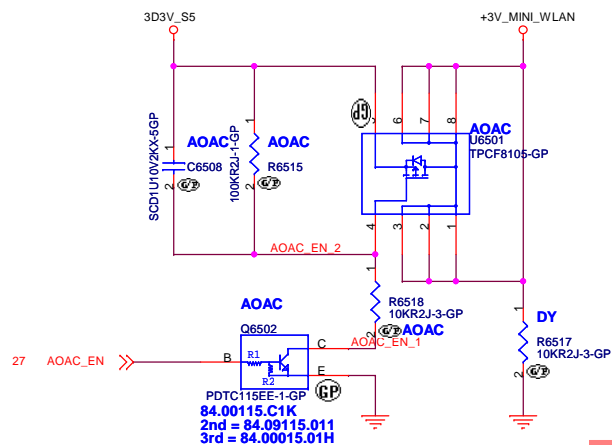 3D3V_S5
+3V_MINI_WLAN
GP
6
7
8
AOAC
U6501
TPCF8105-GP
1
AOAC
C6508
SCD1U10V2KX-5GP
2
G/P
1
AOAC
R6515
100KR2J-1-GP
2
G/P
4
3
2
1
AOAC_EN_2
1
R6518
10KR2J-3-GP
2
G/P
AOAC
AOAC_EN_1
AOAC
Q6502
27
AOAC_EN
B
R1
R2
C
E
GP
PDTC115EE-1-GP
84.00115.C1K
2nd = 84.09115.011
3rd = 84.00015.01H
1
DY
R6517
10KR2J-3-GP
2
G/P